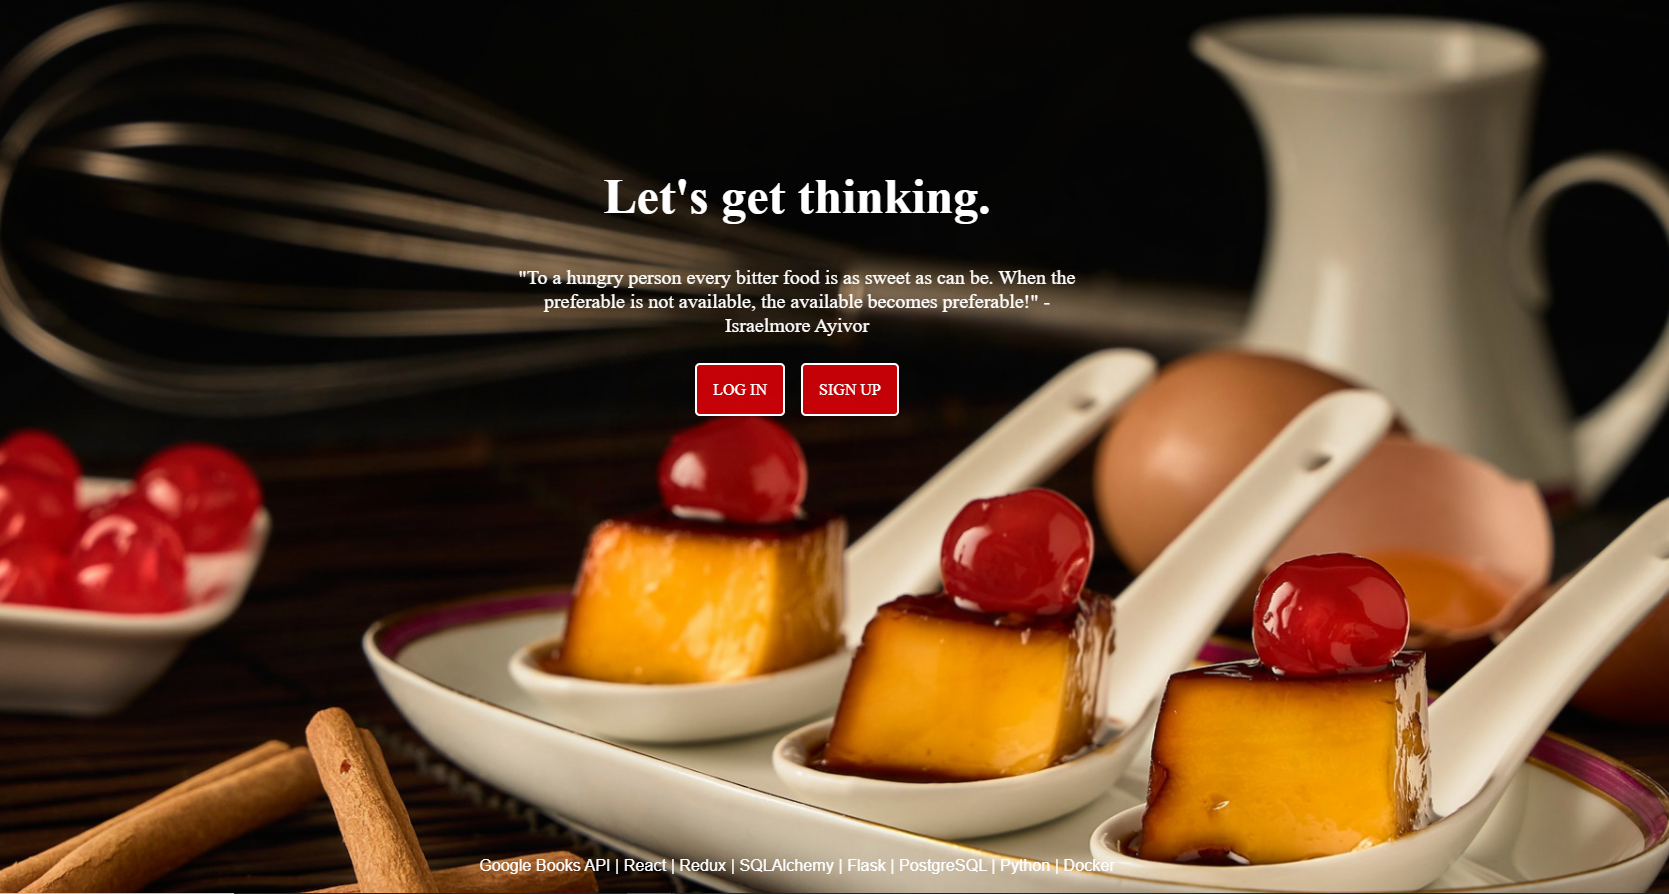 Let's get thinking.
"To a hungry person every bitter food is as sweet as can be. When the
preferable is not available, the available becomes preferable!" -
Israelmore Ayivor
LOG IN
SIGN UP
Google Books API | React | Redux | SQLAlchemy | Flask | PostgreSQL | Python | Docker